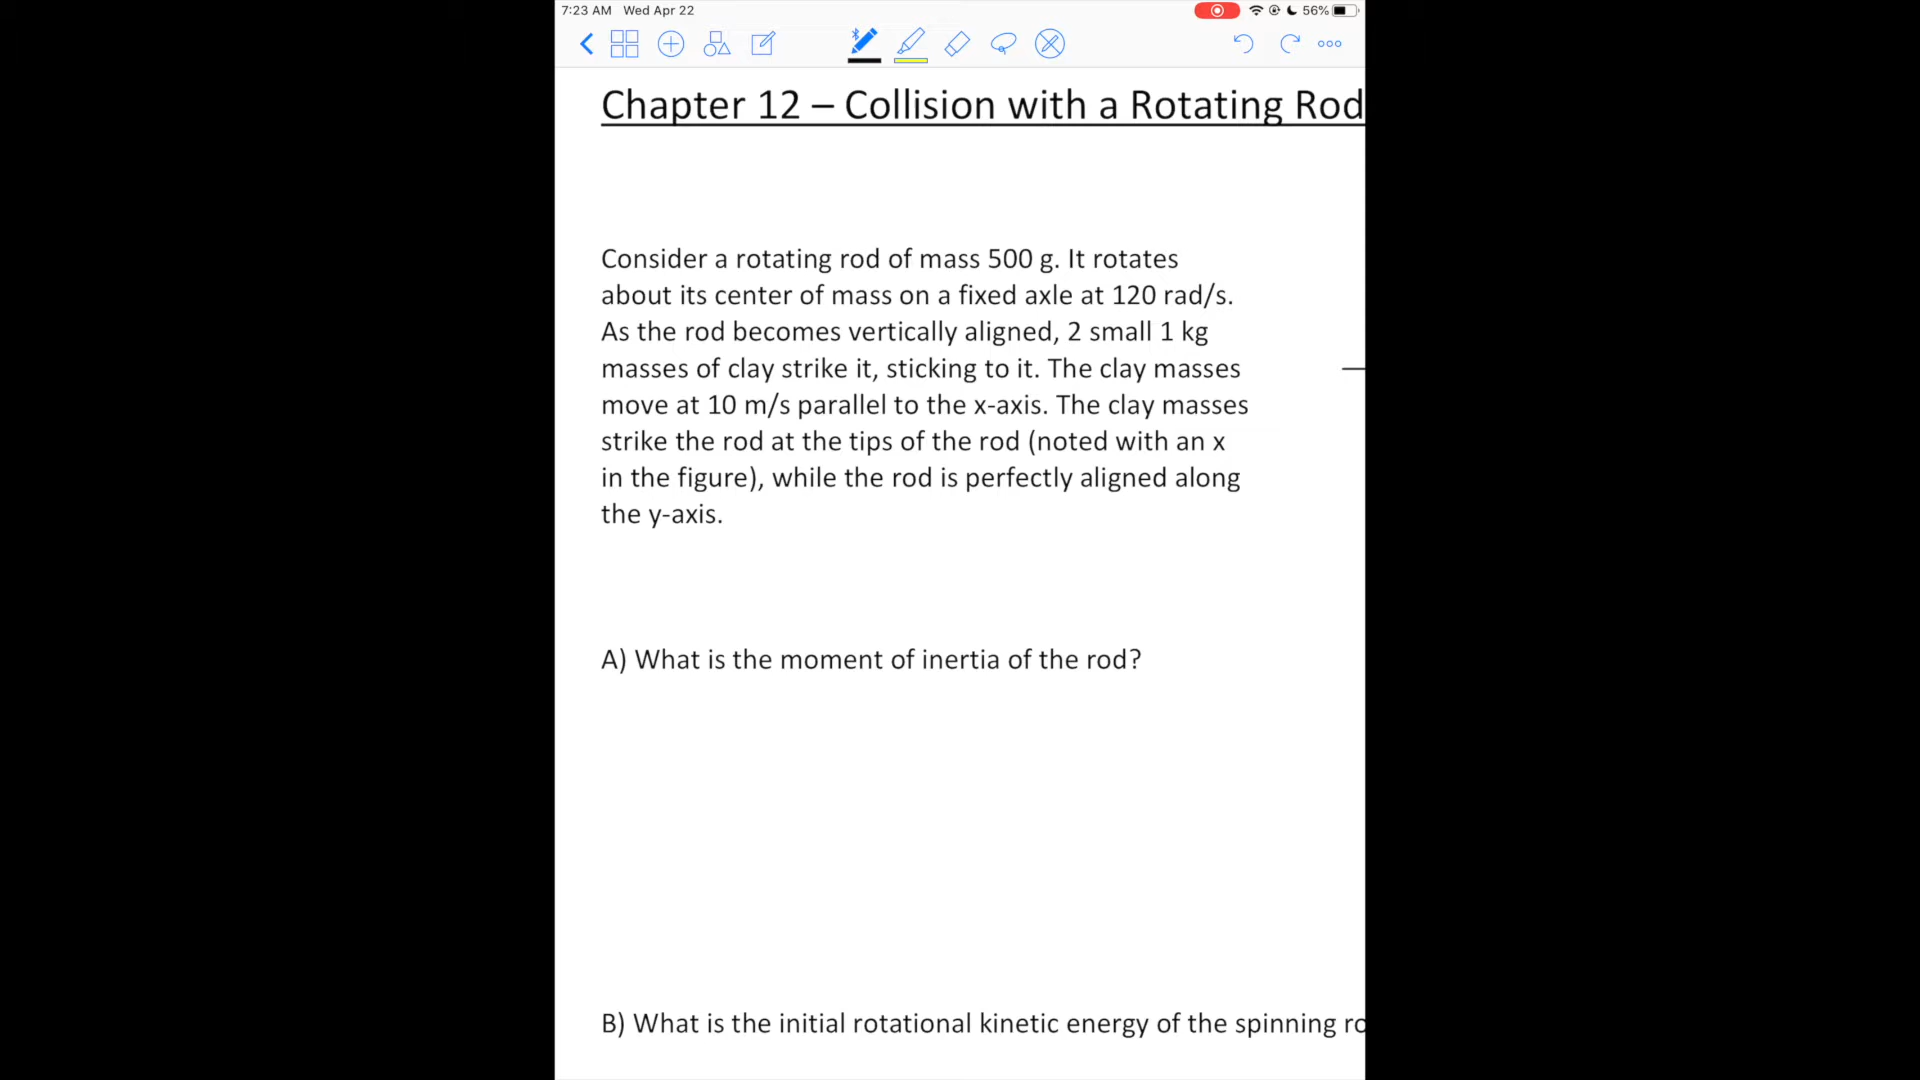 7:23 AM Wed Apr 22
56%
Chapter 12 – Collision with a Rotating Rod
Consider a rotating rod of mass 500 g. It rotates
about its center of mass on a fixed axle at 120 rad/s.
As the rod becomes vertically aligned, 2 small 1 kg
masses of clay strike it, sticking to it. The clay masses
move at 10 m/s parallel to the x-axis. The clay masses
strike the rod at the tips of the rod (noted with an x
in the figure), while the rod is perfectly aligned along
the y-axis.
A) What is the moment of inertia of the rod?
B) What is the initial rotational kinetic energy of the spinning